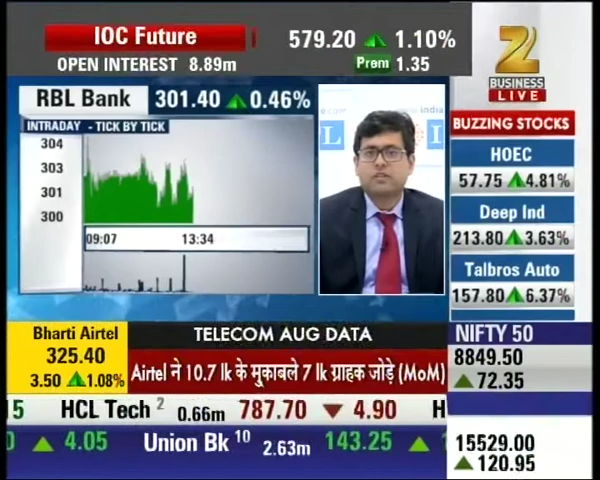 IOC Future 579.20 1.10%
OPEN INTEREST 8.89m Prem 1.35
Z
BUSINESS
LIVE
RBL Bank 301.40 0.46%
INTRADAY - TICK BY TICK
304
303
301
300
09:07 13:34
e.com
India
L
I
BUZZING STOCKS
HOEC
57.75 4.81%
Deep Ind
213.80 3.63%
Talbros Auto
157.80 6.37%
Bharti Airtel
325.40
3.50 1.08%
TELECOM AUG DATA
Airtel ने 10.7 lk के मुकाबले 7 lk ग्राहक जोड़े (MoM)
NIFTY 50
8849.50
72.35
15 HCL Tech 2 0.66m 787.70 4.90 H
0 4.05 Union Bk 10 2.63m 143.25 1
15529.00
120.95